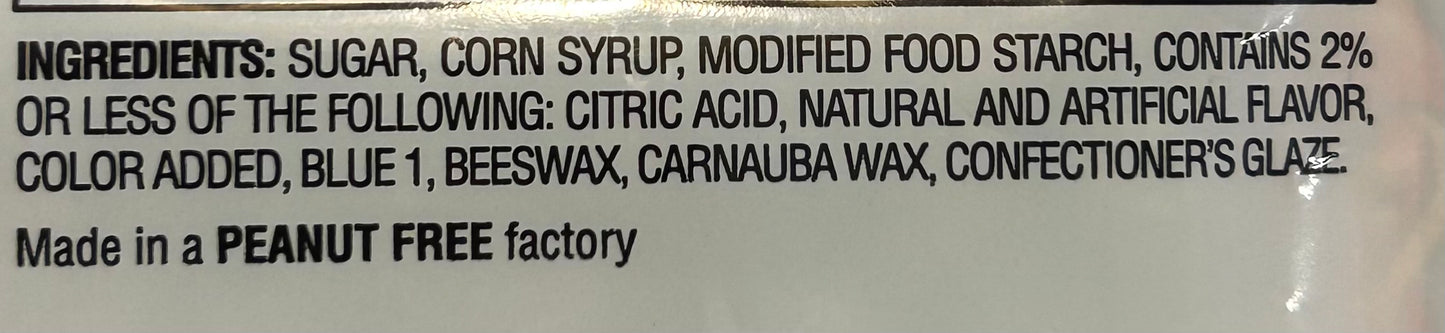 INGREDIENTS: SUGAR, CORN SYRUP, MODIFIED FOOD STARCH, CONTAINS 2%
OR LESS OF THE FOLLOWING: CITRIC ACID, NATURAL AND ARTIFICIAL FLAVOR,
COLOR ADDED, BLUE 1, BEESWAX, CARNAUBA WAX, CONFECTIONER'S GLAZE.
Made in a PEANUT FREE factory